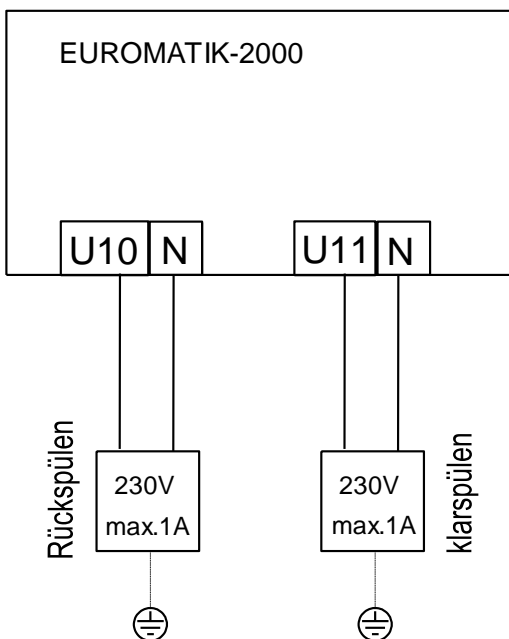 EUROMATIK-2000
U10 N U11 N
Rückspülen
230V
max.1A
230V
max.1A
klarspülen